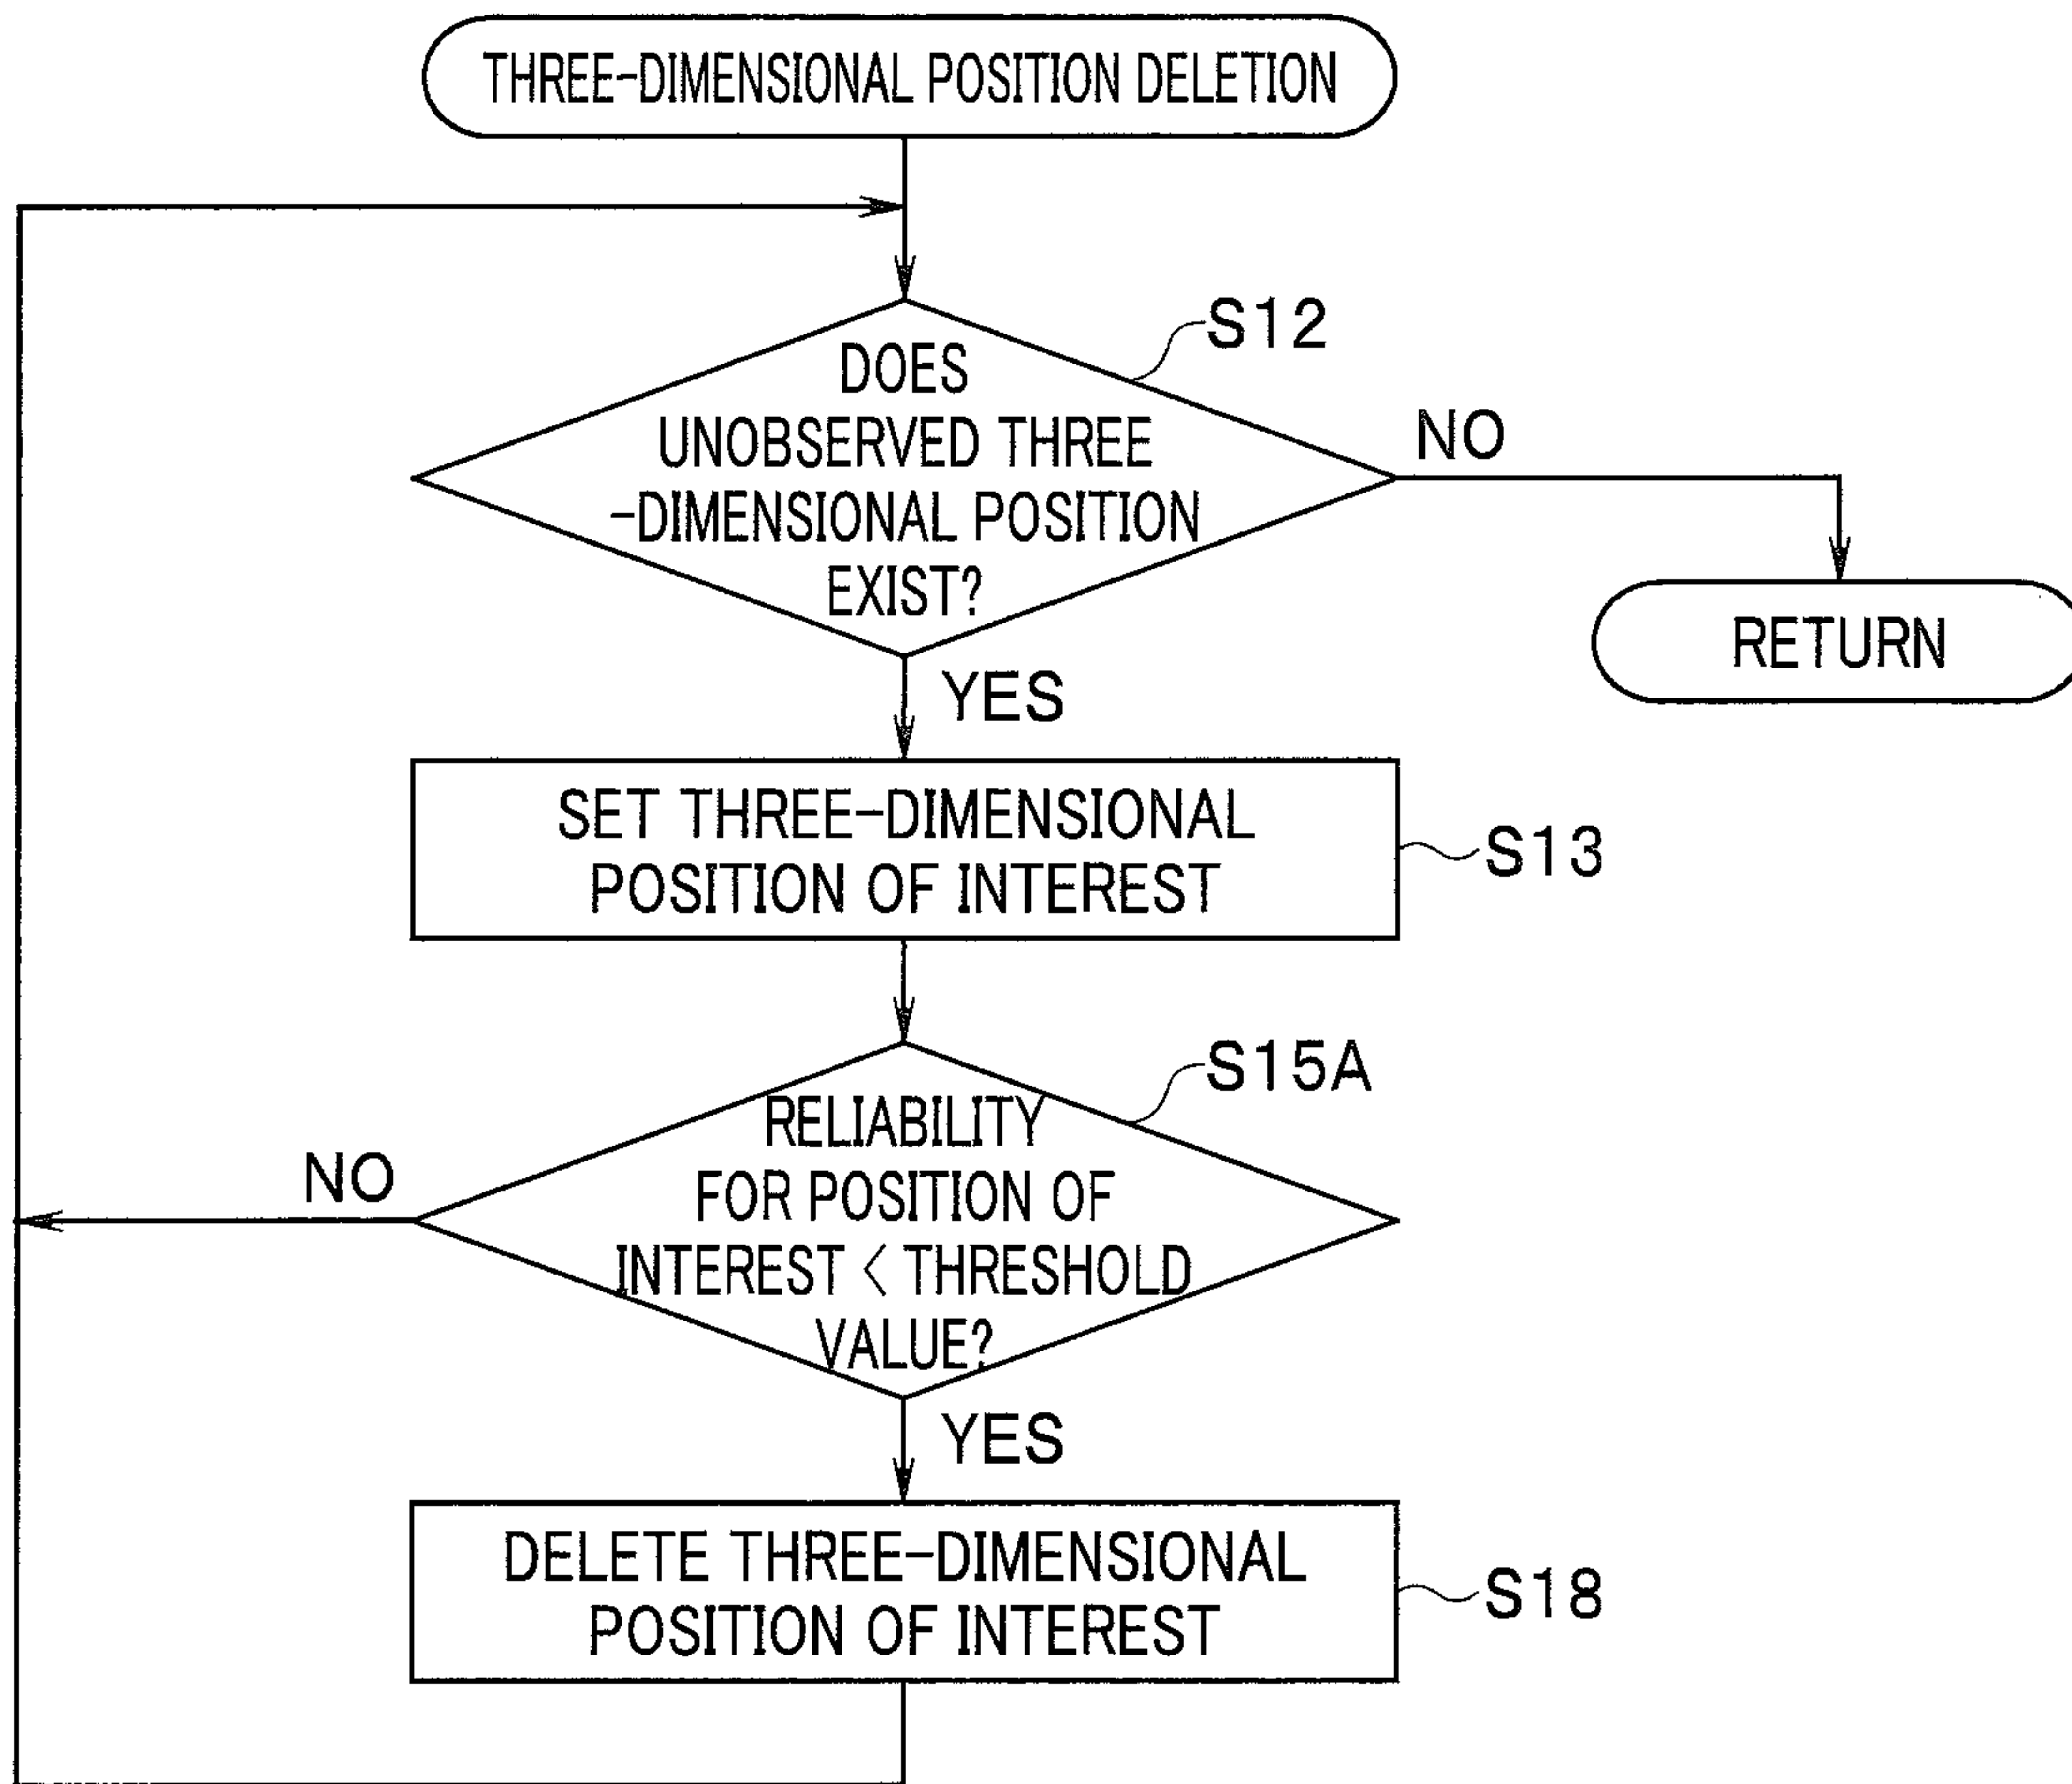 THREE-DIMENSIONAL POSITION DELETION
S12
DOES
UNOBSERVED THREE
-DIMENSIONAL POSITION
EXIST?
NO
RETURN
YES
SET THREE-DIMENSIONAL
POSITION OF INTEREST
S13
S15A
RELIABILITY
FOR POSITION OF
INTEREST < THRESHOLD
VALUE?
NO
YES
DELETE THREE-DIMENSIONAL
POSITION OF INTEREST
S18